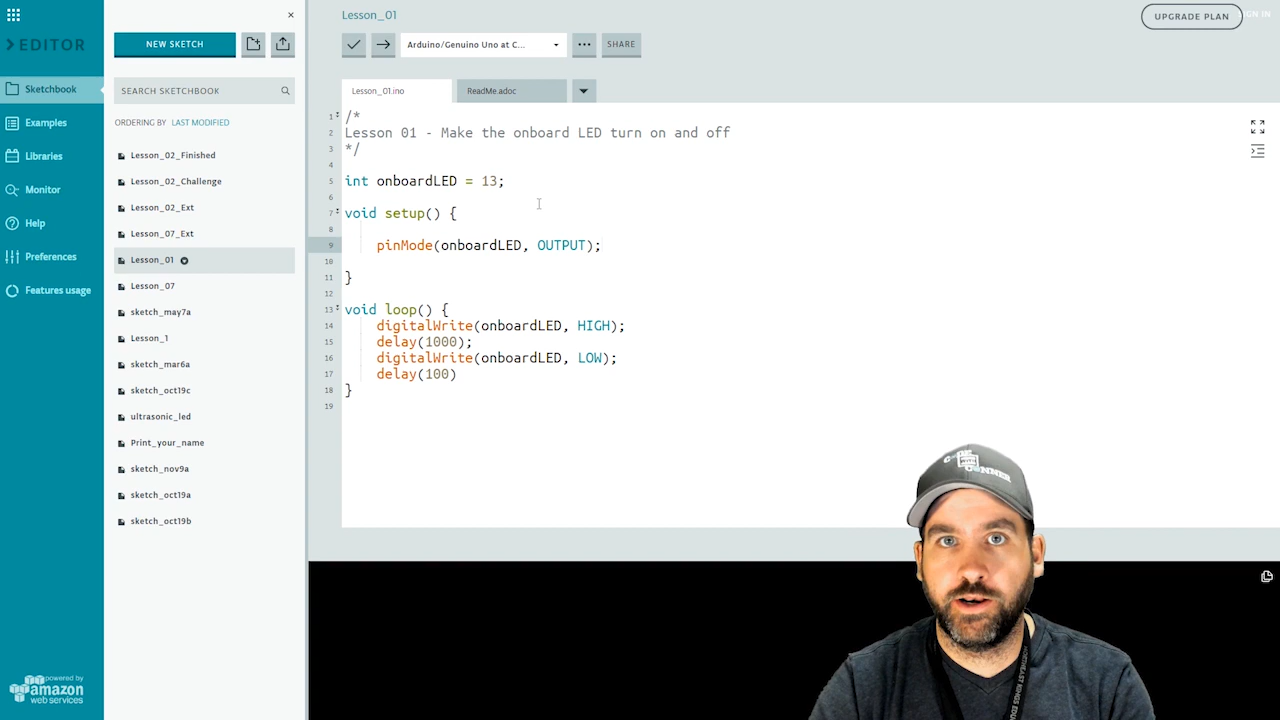 EDITOR
Sketchbook
Examples
Libraries
Monitor
Help
Preferences
Features usage
powered by
amazon
web services
NEW SKETCH
SEARCH SKETCHBOOK
ORDERING BY LAST MODIFIED
Lesson_02_Finished
Lesson_02_Challenge
Lesson_02_Ext
Lesson_07_Ext
Lesson_01
Lesson_07
sketch_may7a
Lesson_1
sketch_mar6a
sketch_oct19c
ultrasonic_led
Print_your_name
sketch_nov9a
sketch_oct19a
sketch_oct19b
Lesson_01
UPGRADE PLAN
SIGN IN
Arduino/Genuino Uno at C...
SHARE
Lesson_01.ino
ReadMe.adoc
1 /*
2 Lesson 01 - Make the onboard LED turn on and off
3 */
4
5 int onboardLED = 13;
6
7 void setup() {
8
9 pinMode(onboardLED, OUTPUT);
10
11 }
12
13 void loop() {
14 digitalWrite(onboardLED, HIGH);
15 delay(1000);
16 digitalWrite(onboardLED, LOW);
17 delay(100)
18 }
19